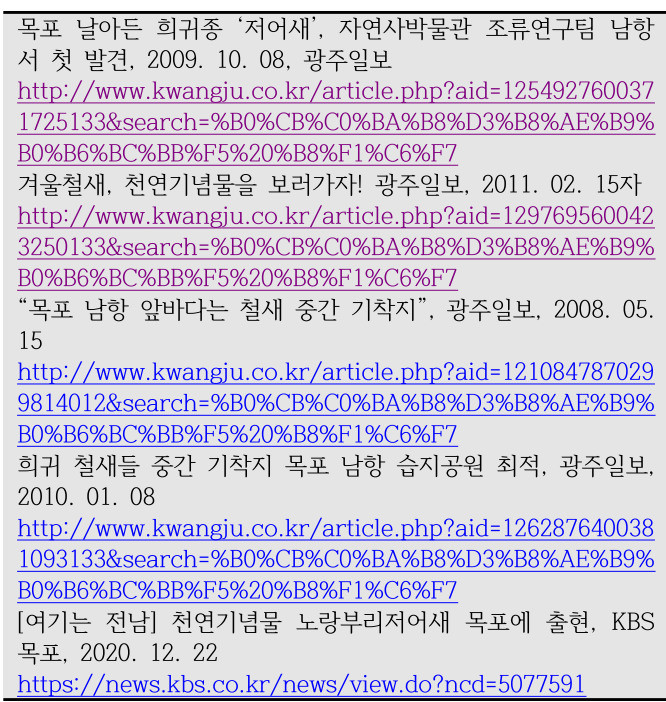 목포 날아든 희귀종 ‘저어새’, 자연사박물관 조류연구팀 남항
서 첫 발견, 2009. 10. 08, 광주일보
http://www.kwangju.co.kr/article.php?aid=125492760037
1725133&search=%B0%CB%C0%BA%B8%D3%B8%AE%B9%
B0%B6%BC%BB%F5%20%B8%F1%C6%F7
겨울철새, 천연기념물을 보러가자! 광주일보, 2011. 02. 15자
http://www.kwangju.co.kr/article.php?aid=129769560042
3250133&search=%B0%CB%C0%BA%B8%D3%B8%AE%B9%
B0%B6%BC%BB%F5%20%B8%F1%C6%F7
“목포 남항 앞바다는 철새 중간 기착지”, 광주일보, 2008. 05.
15
http://www.kwangju.co.kr/article.php?aid=121084787029
9814012&search=%B0%CB%C0%BA%B8%D3%B8%AE%B9%
B0%B6%BC%BB%F5%20%B8%F1%C6%F7
희귀 철새들 중간 기착지 목포 남항 습지공원 최적, 광주일보,
2010. 01. 08
http://www.kwangju.co.kr/article.php?aid=126287640038
1093133&search=%B0%CB%C0%BA%B8%D3%B8%AE%B9%
B0%B6%BC%BB%F5%20%B8%F1%C6%F7
[여기는 전남] 천연기념물 노랑부리저어새 목포에 출현, KBS
목포, 2020. 12. 22
https://news.kbs.co.kr/news/view.do?ncd=5077591